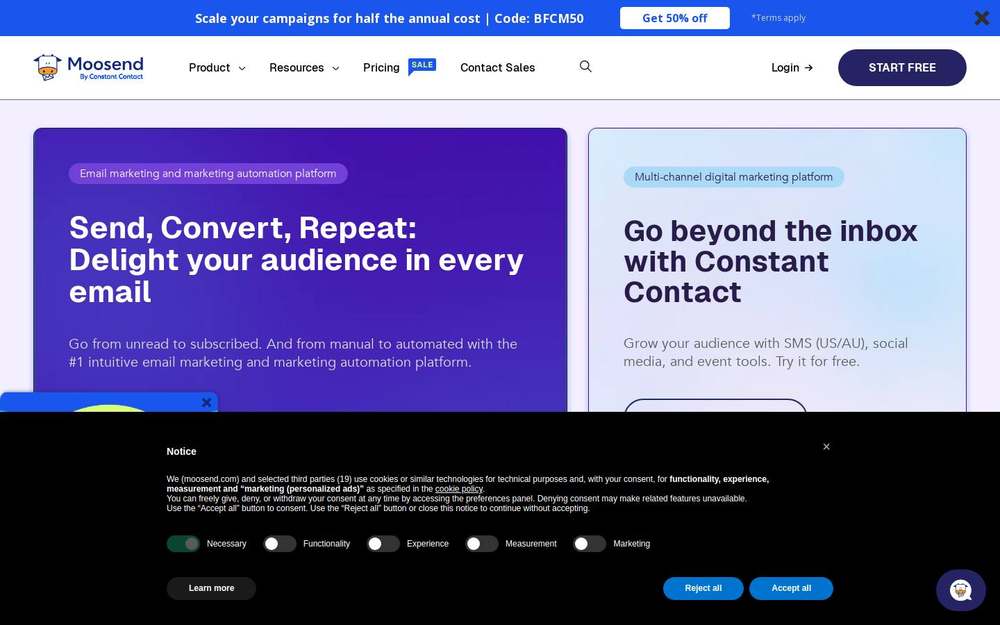 Scale your campaigns for half the annual cost | Code: BFCM50
Get 50% off
*Terms apply
Moosend
By Constant Contact
Product
Resources
Pricing
SALE
Contact Sales
Login →
START FREE
Email marketing and marketing automation platform
Send, Convert, Repeat:
Delight your audience in every
email
Go from unread to subscribed. And from manual to automated with the
#1 intuitive email marketing and marketing automation platform.
Multi-channel digital marketing platform
Go beyond the inbox
with Constant
Contact
Grow your audience with SMS (US/AU), social
media, and event tools. Try it for free.
Notice
×
We (moosend.com) and selected third parties (19) use cookies or similar technologies for technical purposes and, with your consent, for functionality, experience,
measurement and “marketing (personalized ads)” as specified in the cookie policy.
You can freely give, deny, or withdraw your consent at any time by accessing the preferences panel. Denying consent may make related features unavailable.
Use the “Accept all” button to consent. Use the “Reject all” button or close this notice to continue without accepting.
Necessary
Functionality
Experience
Measurement
Marketing
Learn more
Reject all
Accept all